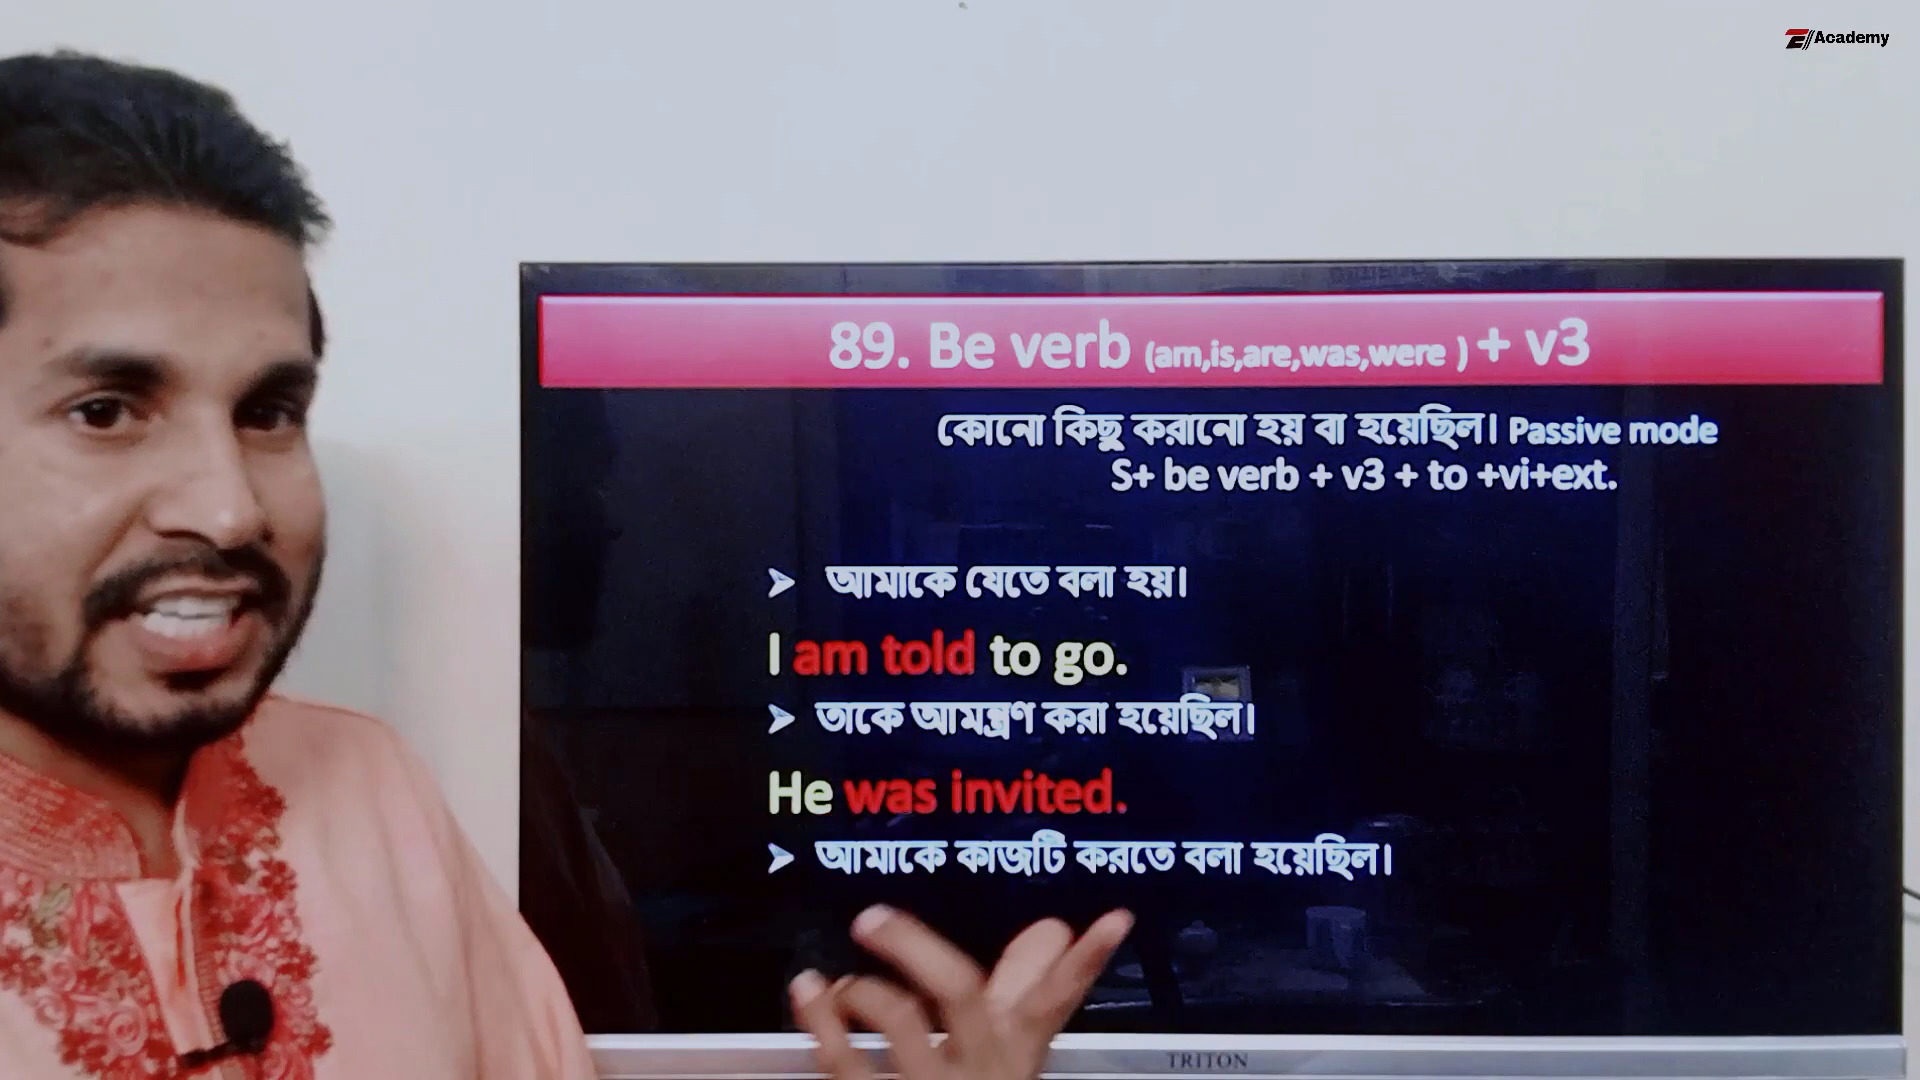 Academy
89. Be verb (am,is,are,was,were ) + v3
কোনো কিছু করানো হয় বা হয়েছিল। Passive mode
S+ be verb + v3 + to +vi+ext.
➤ আমাকে যেতে বলা হয়।
I am told to go.
➤ তাকে আমন্ত্রণ করা হয়েছিল।
He was invited.
➤ আমাকে কাজটি করতে বলা হয়েছিল।
TRITON